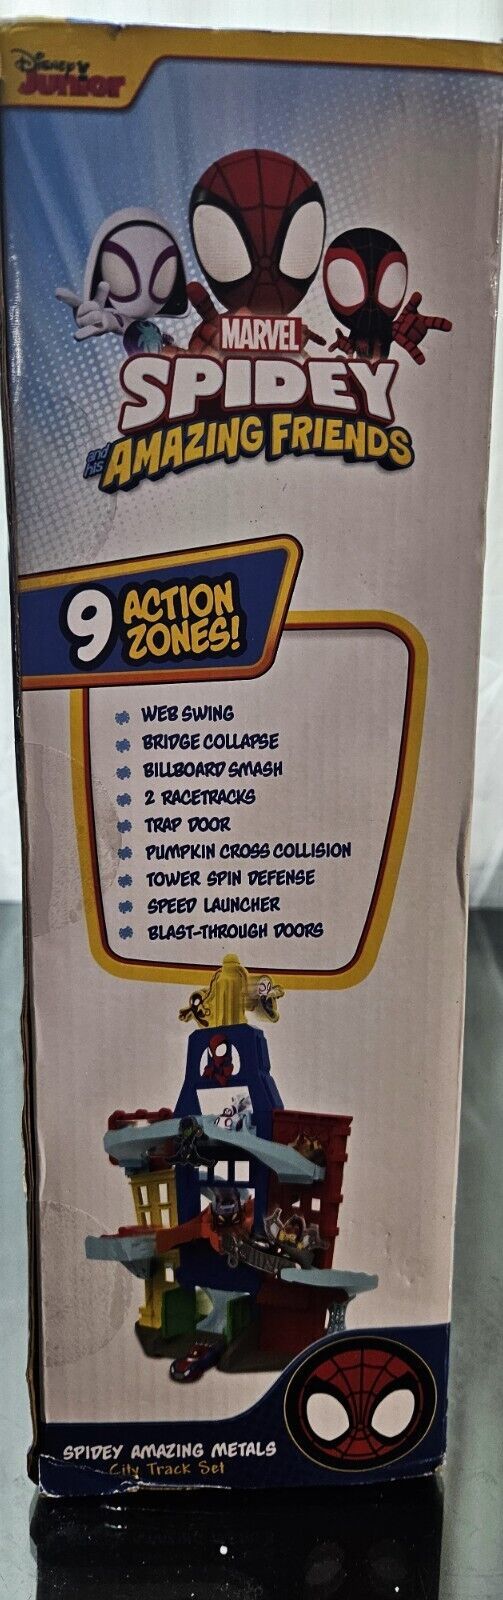 Disney
Junior
MARVEL
SPIDEY
and his
AMAZING FRIENDS
9 ACTION
ZONES!
WEB SWING
BRIDGE COLLAPSE
BILLBOARD SMASH
2 RACETRACKS
TRAP DOOR
PUMPKIN CROSS COLLISION
TOWER SPIN DEFENSE
SPEED LAUNCHER
BLAST-THROUGH DOORS
SPIDEY AMAZING METALS
City Track Set